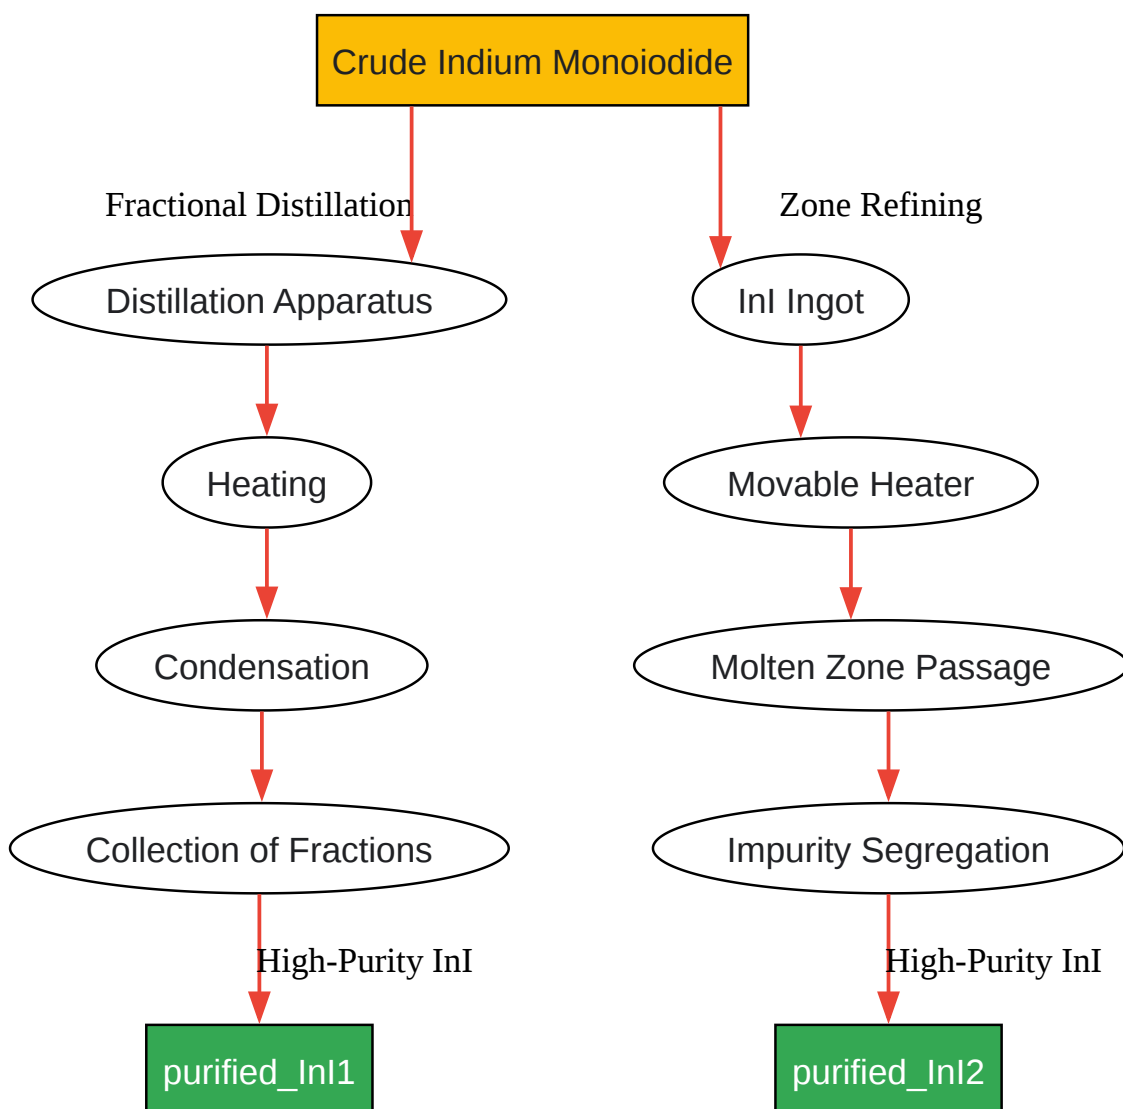 Crude Indium Monoiodide
Fractional Distillation
Zone Refining
Distillation Apparatus
InI Ingot
Heating
Movable Heater
Condensation
Molten Zone Passage
Collection of Fractions
Impurity Segregation
High-Purity InI
High-Purity InI
purified_InI1
purified_InI2